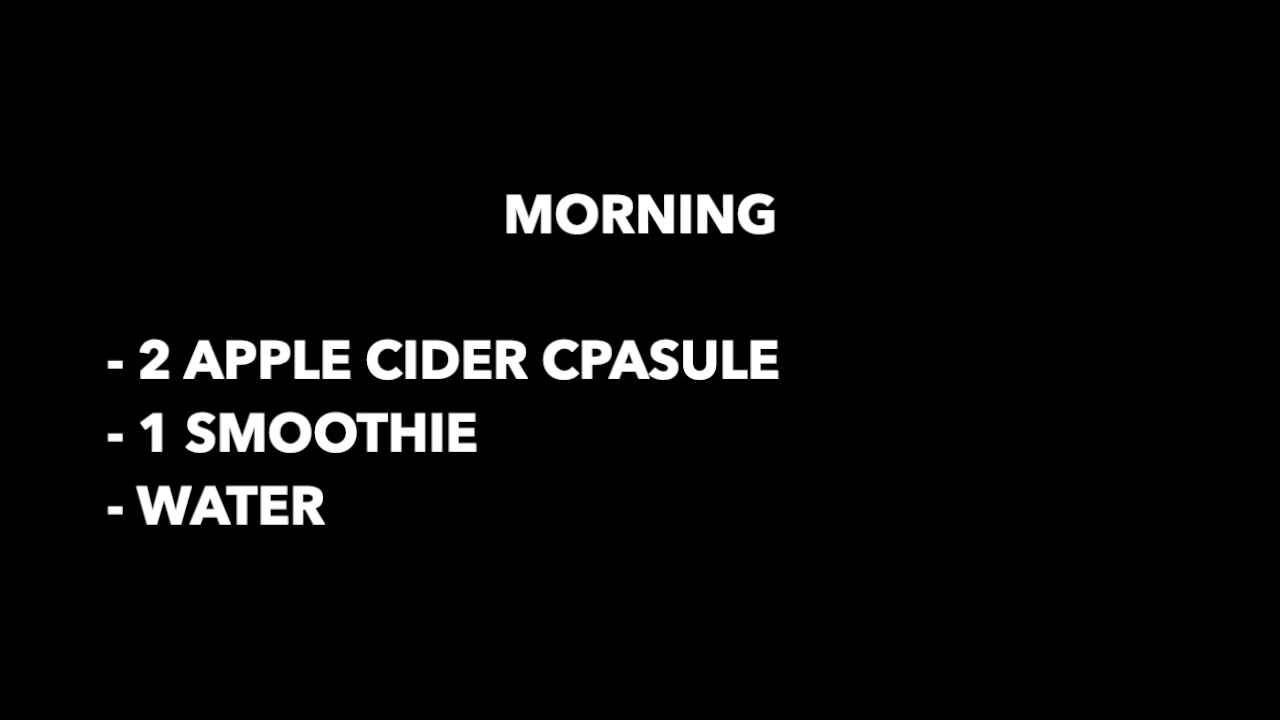 MORNING
- 2 APPLE CIDER CPASULE
- 1 SMOOTHIE
- WATER